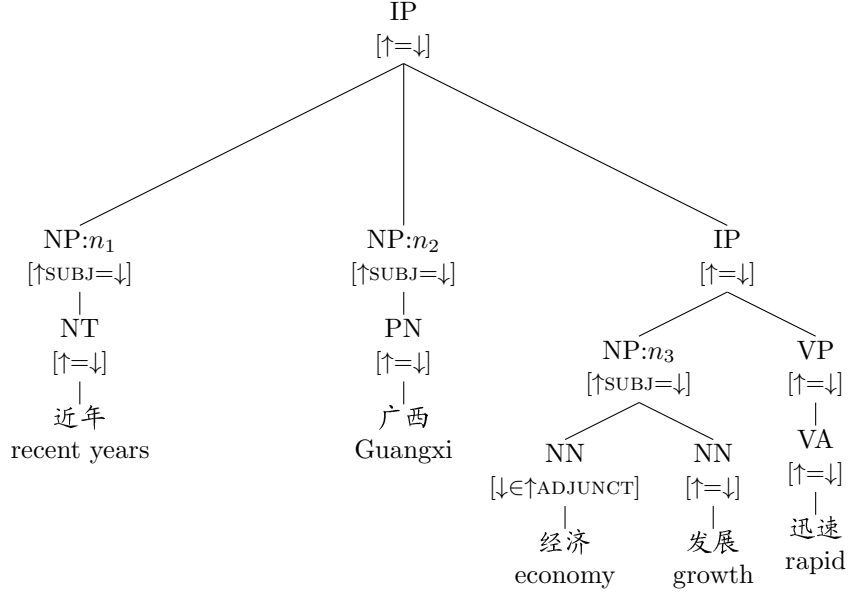 IP
[↑=↓]
NP:n₁ NP:n₂ IP
[↑SUBJ=↓] [↑SUBJ=↓] [↑=↓]
NT PN NP:n₃ VP
[↑=↓] [↑=↓] [↑SUBJ=↓] [↑=↓]
近年 广西 NN NN VA
recent years Guangxi [↓∈↑ADJUNCT] [↑=↓] [↑=↓]
经济 发展 迅速
economy growth rapid